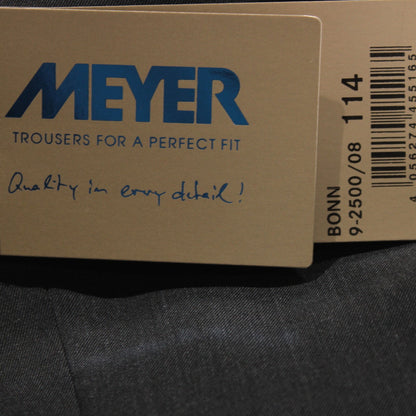 MEYER
TROUSERS FOR A PERFECT FIT
Quality in every detail!
BONN
9-2500/08
114